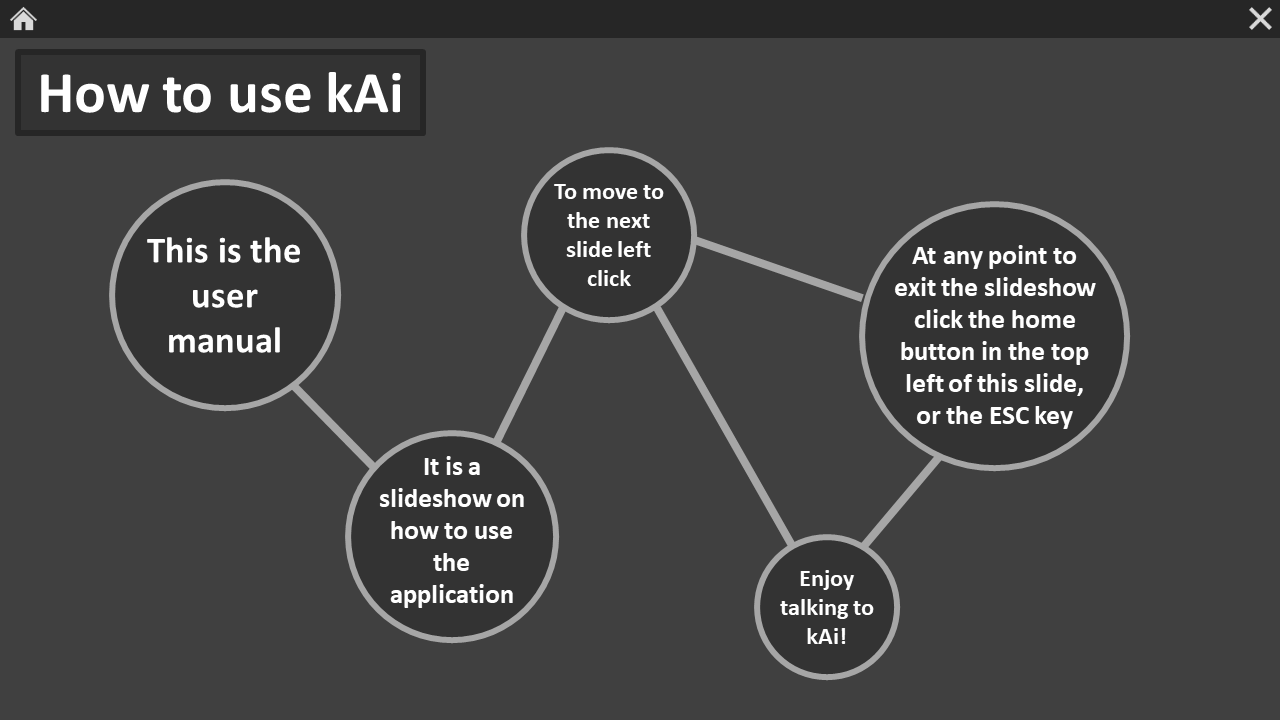 How to use kAi
This is the
user
manual
It is a
slideshow on
how to use
the
application
To move to
the next
slide left
click
At any point to
exit the slideshow
click the home
button in the top
left of this slide,
or the ESC key
Enjoy
talking to
kAi!